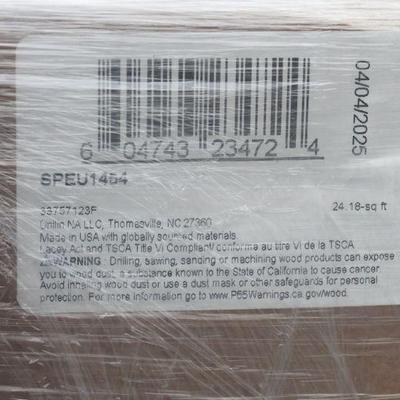 04/04/2025
6 04743 23472 4
SPEU1454
33757123F 24.18-sq ft
Unilin NA LLC, Thomasville, NC 27360
Made in USA with globally sourced materials
Lacey Act and TSCA Title VI Compliant/ conforme au titre VI de la TSCA
⚠WARNING: Drilling, sawing, sanding or machining wood products can expose
you to wood dust, a substance known to the State of California to cause cancer.
Avoid inhaling wood dust or use a dust mask or other safeguards for personal
protection. For more information go to www.P65Warnings.ca.gov/wood.